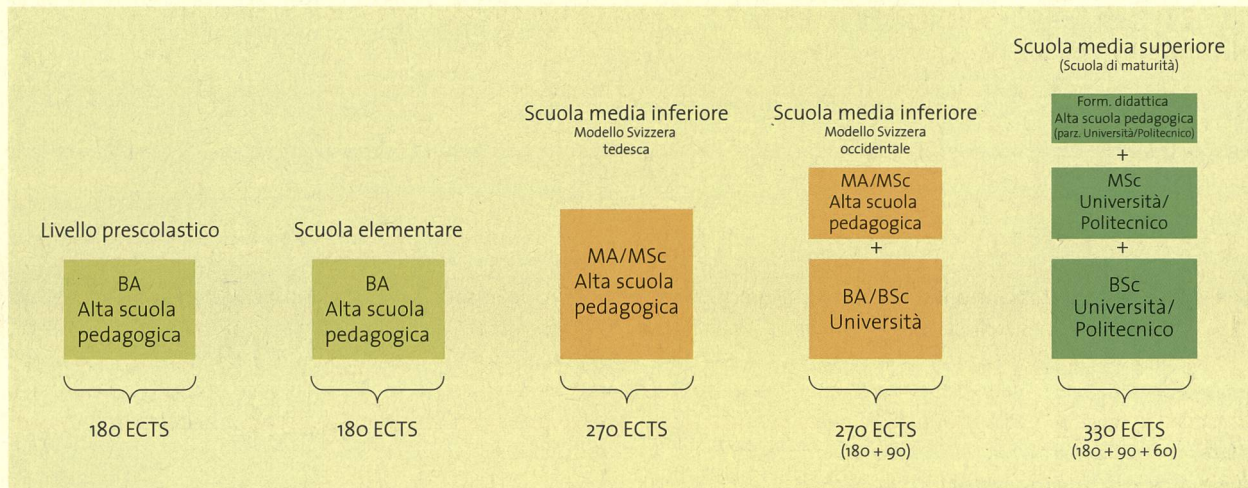 Livello prescolastico
BA
Alta scuola
pedagogica
180 ECTS
Scuola elementare
BA
Alta scuola
pedagogica
180 ECTS
Scuola media inferiore
Modello Svizzera
tedesca
MA/MSc
Alta scuola
pedagogica
270 ECTS
Scuola media inferiore
Modello Svizzera
occidentale
MA/MSc
Alta scuola
pedagogica
+
BA/BSc
Università
270 ECTS
(180 + 90)
Scuola media superiore
(Scuola di maturità)
Form. didattica
Alta scuola pedagogica
(parz. Università/Politecnico)
+
MSc
Università/
Politecnico
+
BSc
Università/
Politecnico
330 ECTS
(180 + 90 + 60)